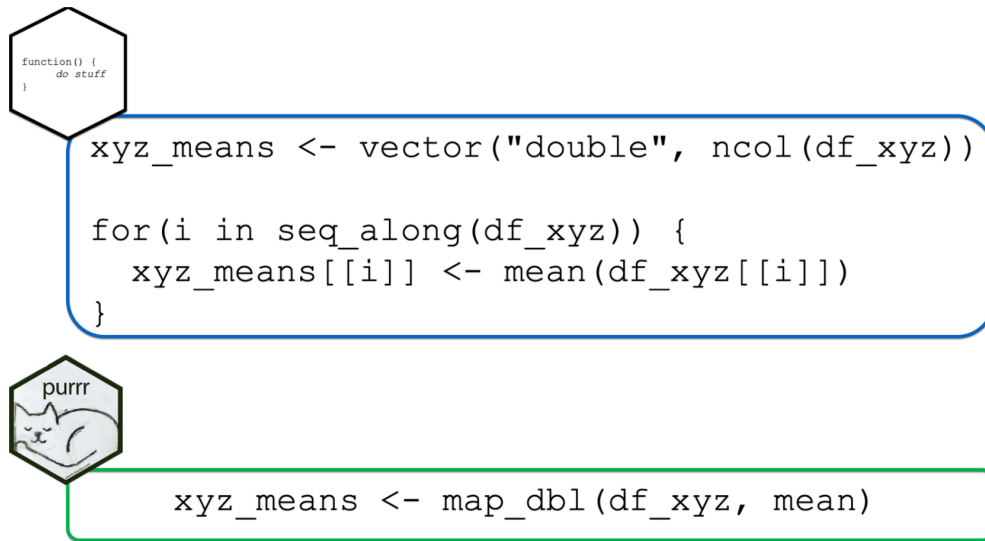 function() {
do stuff
}
xyz_means <- vector("double", ncol(df_xyz))
for(i in seq_along(df_xyz)) {
xyz_means[[i]] <- mean(df_xyz[[i]])
}
purrr
xyz_means <- map_dbl(df_xyz, mean)